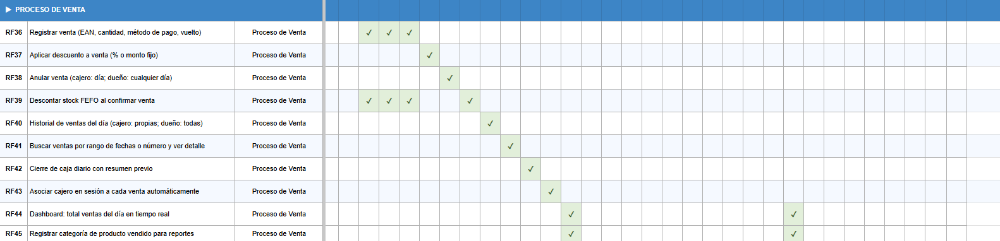 ▶ PROCESO DE VENTA
RF36 Registrar venta (EAN, cantidad, método de pago, vuelto) Proceso de Venta ✓ ✓ ✓
RF37 Aplicar descuento a venta (% o monto fijo) Proceso de Venta ✓
RF38 Anular venta (cajero: día; dueño: cualquier día) Proceso de Venta ✓
RF39 Descontar stock FEFO al confirmar venta Proceso de Venta ✓ ✓ ✓ ✓
RF40 Historial de ventas del día (cajero: propias; dueño: todas) Proceso de Venta ✓
RF41 Buscar ventas por rango de fechas o número y ver detalle Proceso de Venta ✓
RF42 Cierre de caja diario con resumen previo Proceso de Venta ✓
RF43 Asociar cajero en sesión a cada venta automáticamente Proceso de Venta ✓
RF44 Dashboard: total ventas del día en tiempo real Proceso de Venta ✓ ✓
RF45 Registrar categoría de producto vendido para reportes Proceso de Venta ✓ ✓